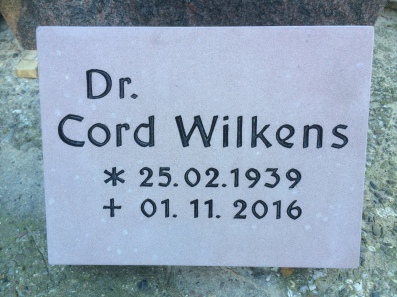 Dr.
Cord Wilkens
* 25.02.1939
+ 01. 11. 2016